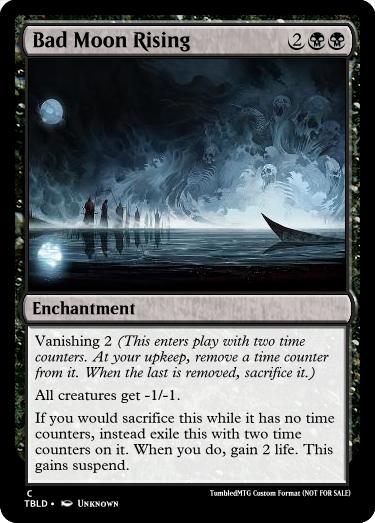 Bad Moon Rising 2
Enchantment
Vanishing 2 (This enters play with two time
counters. At your upkeep, remove a time counter
from it. When the last is removed, sacrifice it.)
All creatures get -1/-1.
If you would sacrifice this while it has no time
counters, instead exile this with two time
counters on it. When you do, gain 2 life. This
gains suspend.
C
TBLD • Unknown
TumbledMTG Custom Format (NOT FOR SALE)